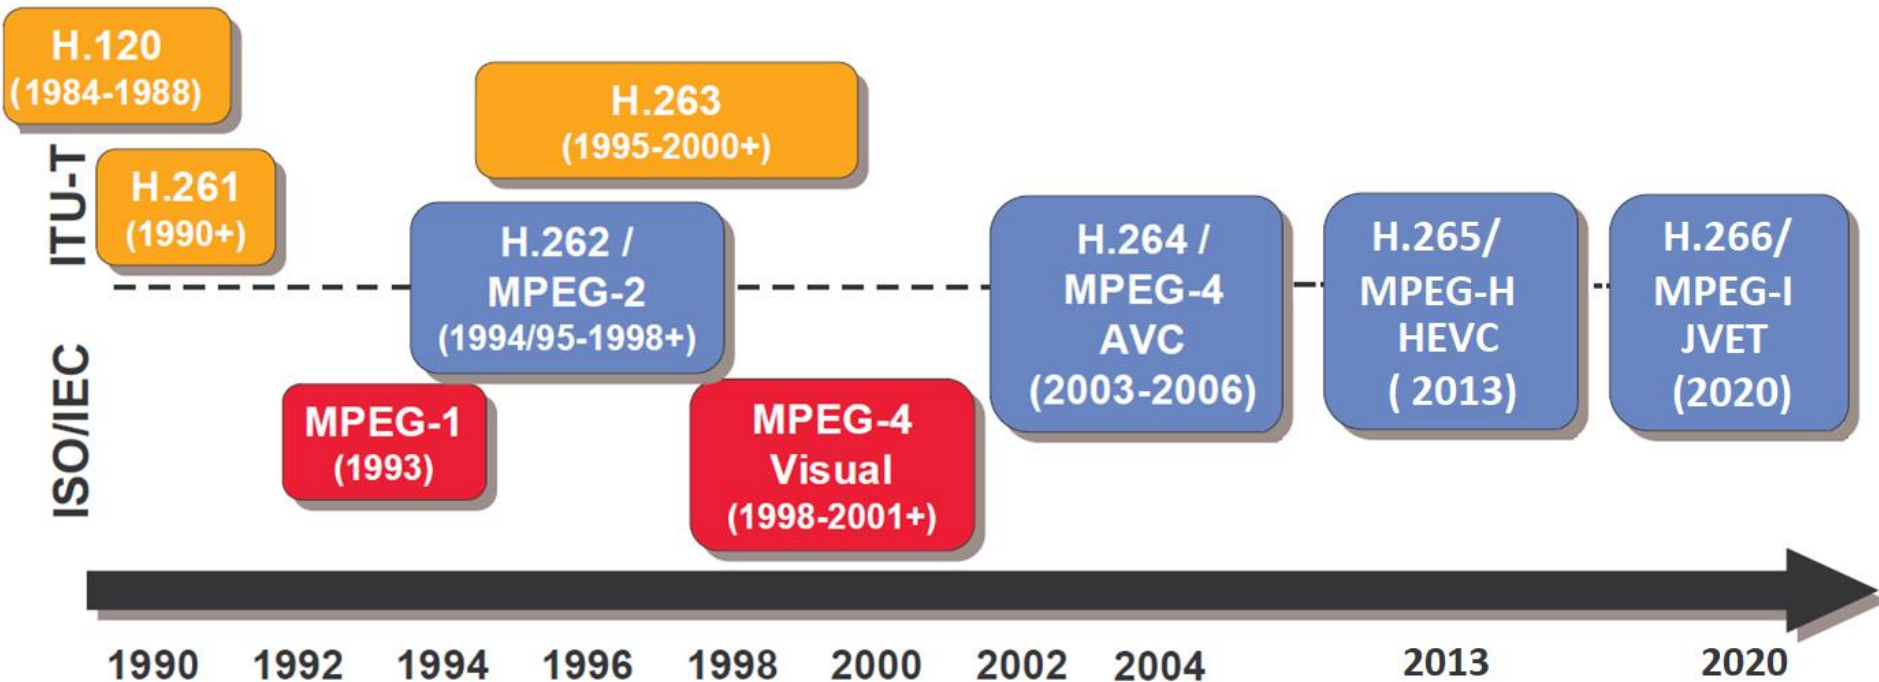 H.120
(1984-1988)
H.263
(1995-2000+)
ITU-T
H.261
(1990+)
H.262 /
MPEG-2
(1994/95-1998+)
H.264 /
MPEG-4
AVC
(2003-2006)
H.265/
MPEG-H
HEVC
( 2013)
H.266/
MPEG-I
JVET
(2020)
ISO/IEC
MPEG-1
(1993)
MPEG-4
Visual
(1998-2001+)
1990 1992 1994 1996 1998 2000 2002 2004 2013 2020